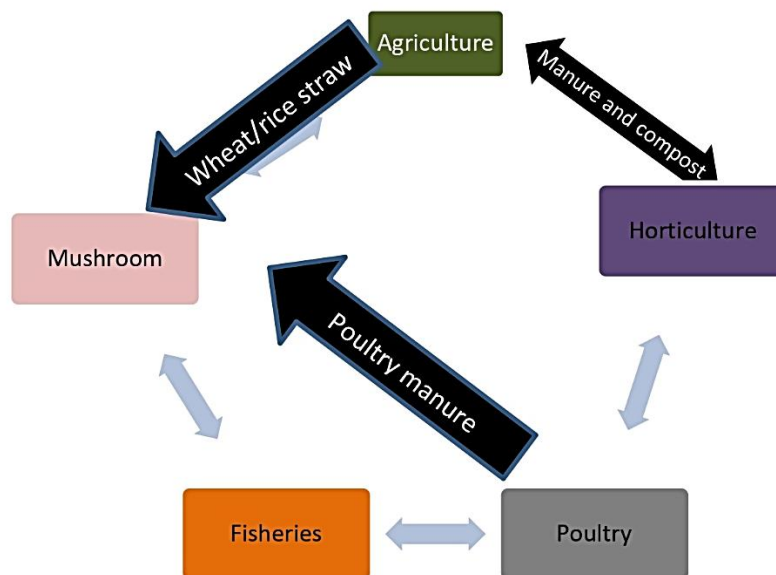 Agriculture
Wheat/rice straw
Manure and compost
Horticulture
Mushroom
Poultry manure
Fisheries
Poultry